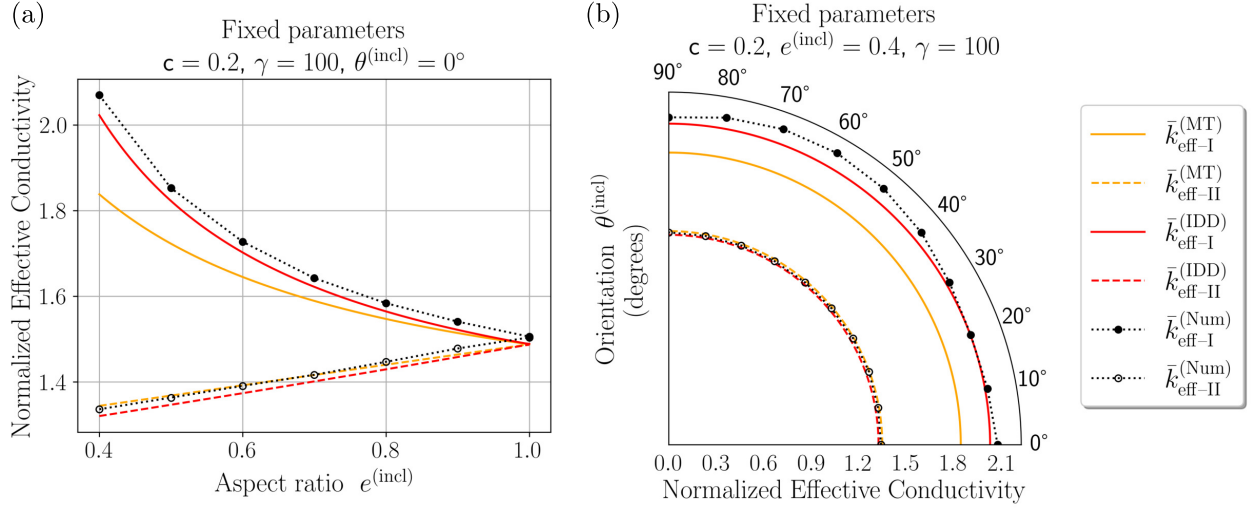 (a)
Fixed parameters
c = 0.2, γ = 100, θ^(incl) = 0°
Normalized Effective Conductivity
2.0
1.8
1.6
1.4
0.4
0.6
0.8
1.0
Aspect ratio e^(incl)
(b)
Fixed parameters
c = 0.2, e^(incl) = 0.4, γ = 100
90°
80°
70°
60°
50°
40°
30°
20°
10°
0°
Orientation θ^(incl)
(degrees)
0.0 0.3 0.6 0.9 1.2 1.5 1.8 2.1
Normalized Effective Conductivity
k̄_eff–I^(MT)
k̄_eff–II^(MT)
k̄_eff–I^(IDD)
k̄_eff–II^(IDD)
k̄_eff–I^(Num)
k̄_eff–II^(Num)